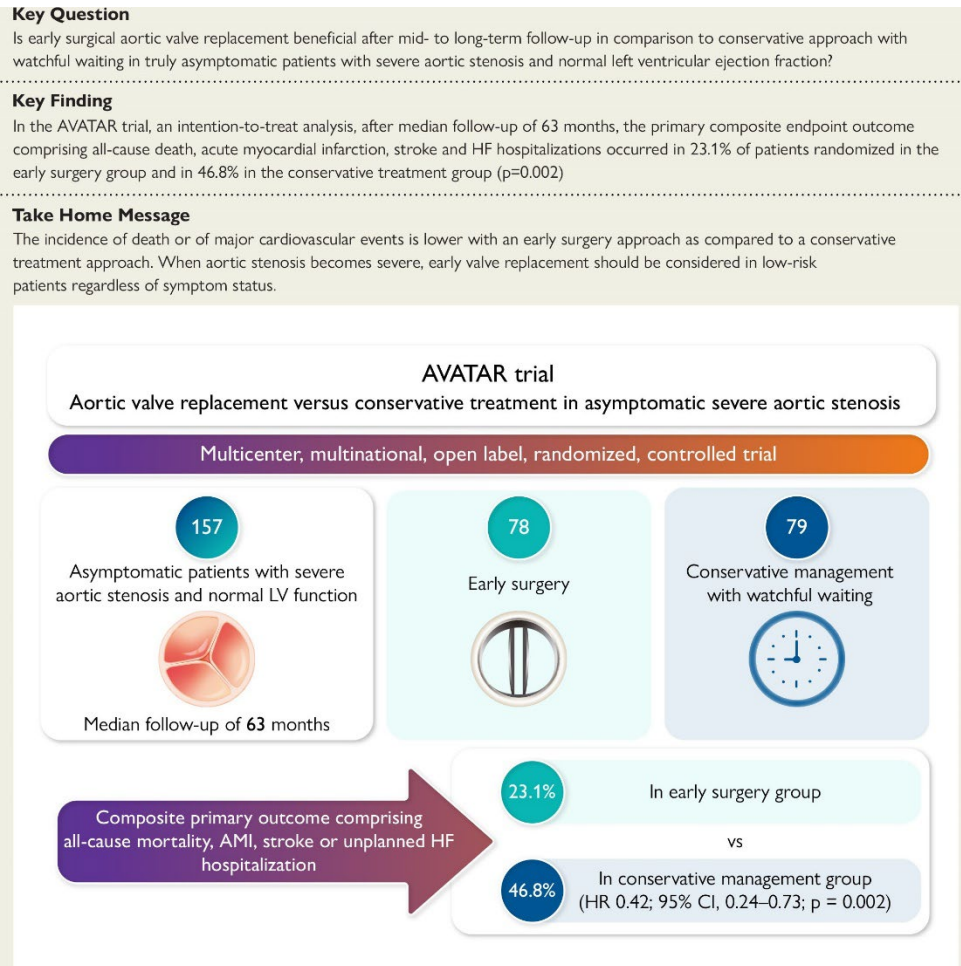 Key Question
Is early surgical aortic valve replacement beneficial after mid- to long-term follow-up in comparison to conservative approach with
watchful waiting in truly asymptomatic patients with severe aortic stenosis and normal left ventricular ejection fraction?
Key Finding
In the AVATAR trial, an intention-to-treat analysis, after median follow-up of 63 months, the primary composite endpoint outcome
comprising all-cause death, acute myocardial infarction, stroke and HF hospitalizations occurred in 23.1% of patients randomized in the
early surgery group and in 46.8% in the conservative treatment group (p=0.002)
Take Home Message
The incidence of death or of major cardiovascular events is lower with an early surgery approach as compared to a conservative
treatment approach. When aortic stenosis becomes severe, early valve replacement should be considered in low-risk
patients regardless of symptom status.
AVATAR trial
Aortic valve replacement versus conservative treatment in asymptomatic severe aortic stenosis
Multicenter, multinational, open label, randomized, controlled trial
157
Asymptomatic patients with severe
aortic stenosis and normal LV function
Median follow-up of 63 months
78
Early surgery
79
Conservative management
with watchful waiting
Composite primary outcome comprising
all-cause mortality, AMI, stroke or unplanned HF
hospitalization
23.1%
In early surgery group
vs
46.8%
In conservative management group
(HR 0.42; 95% CI, 0.24–0.73; p = 0.002)